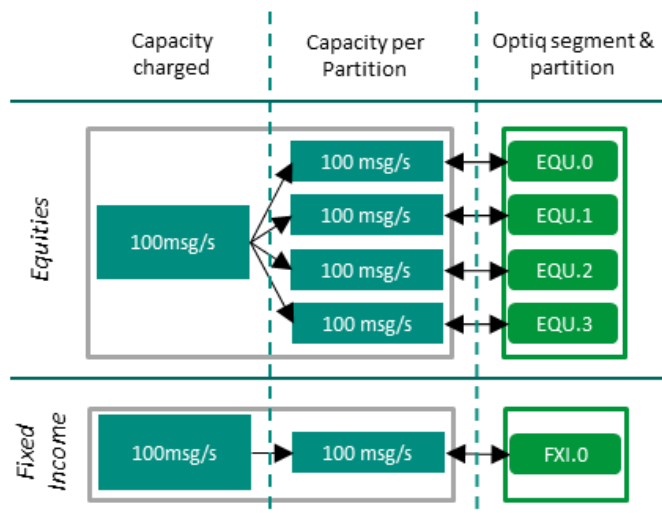 Capacity
charged
Capacity per
Partition
Optiq segment &
partition
Equities
100msg/s
100 msg/s
EQU.0
100 msg/s
EQU.1
100 msg/s
EQU.2
100 msg/s
EQU.3
Fixed
Income
100msg/s
100 msg/s
FXI.0